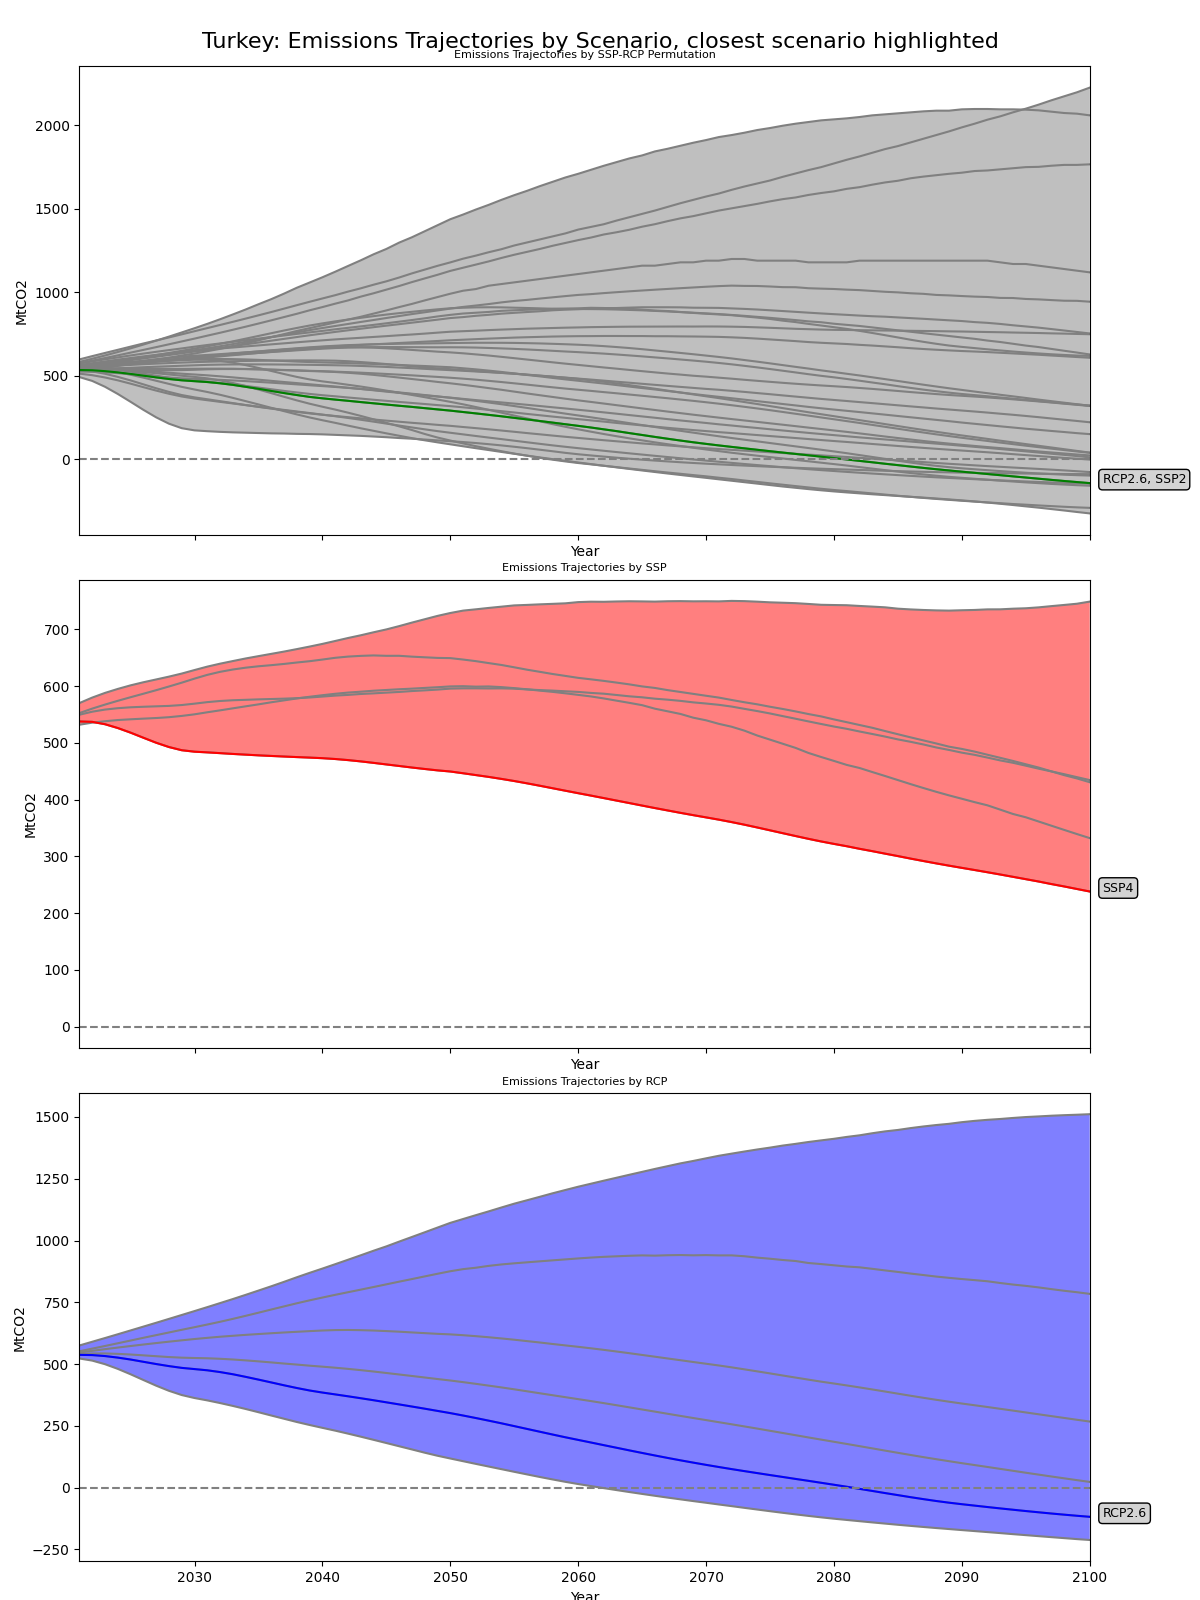 Turkey: Emissions Trajectories by Scenario, closest scenario highlighted
Emissions Trajectories by SSP-RCP Permutation
2000
1500
1000
500
0
MtCO2
RCP2.6, SSP2
Year
Emissions Trajectories by SSP
700
600
500
400
300
200
100
0
MtCO2
SSP4
Year
Emissions Trajectories by RCP
1500
1250
1000
750
500
250
0
−250
MtCO2
RCP2.6
2030 2040 2050 2060 2070 2080 2090 2100
Year